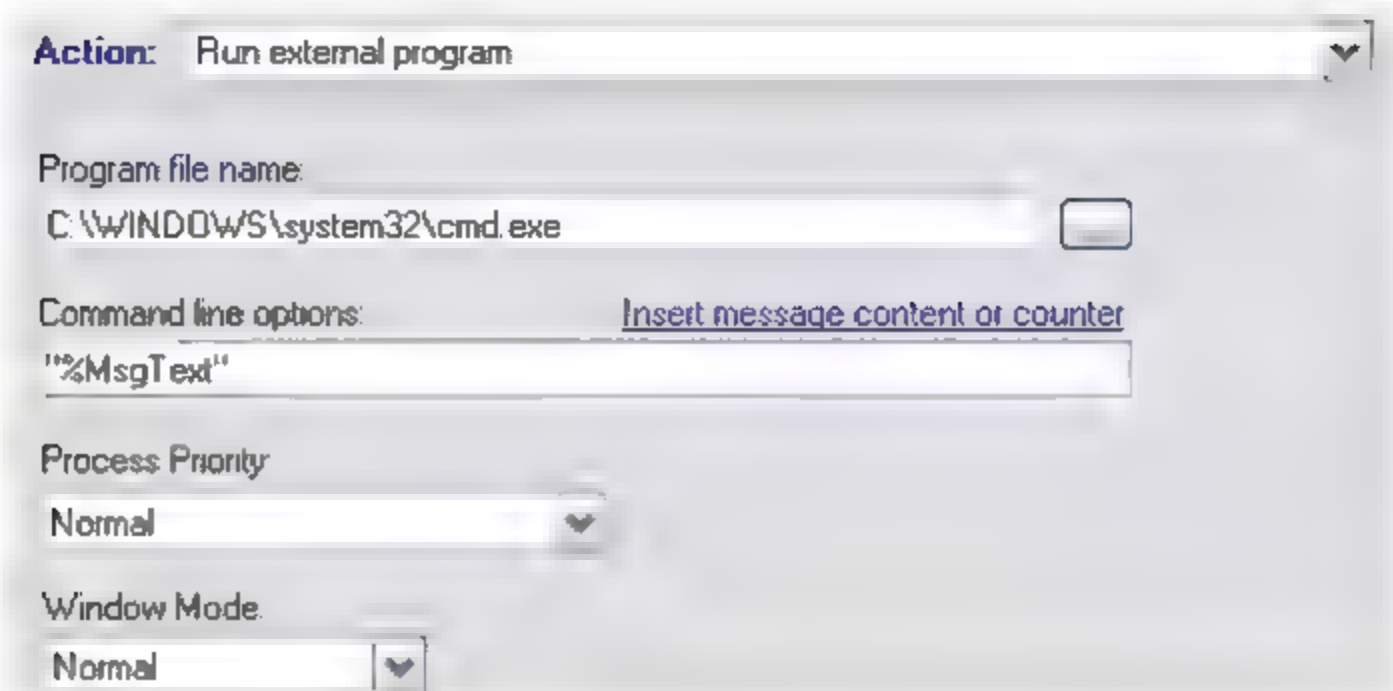 Action: Run external program
Program file name:
C:\WINDOWS\system32\cmd.exe
Command line options: Insert message content or counter
"%MsgText"
Process Priority
Normal
Window Mode:
Normal